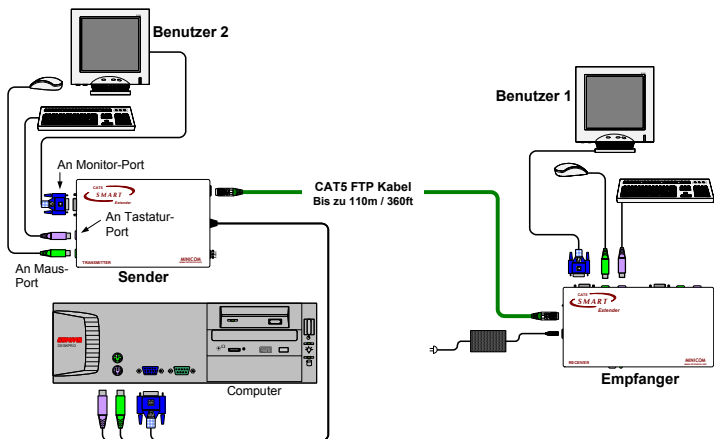 Benutzer 2
Benutzer 1
An Monitor-Port
CAT5
SMART
Extender
An Tastatur-
Port
TRANSMITTER
MINICOM
An Maus-
Port
Sender
CAT5 FTP Kabel
Bis zu 110m / 360ft
CAT5
SMART
Extender
RECEIVER
MINICOM
Empfanger
DESKPRO
Computer